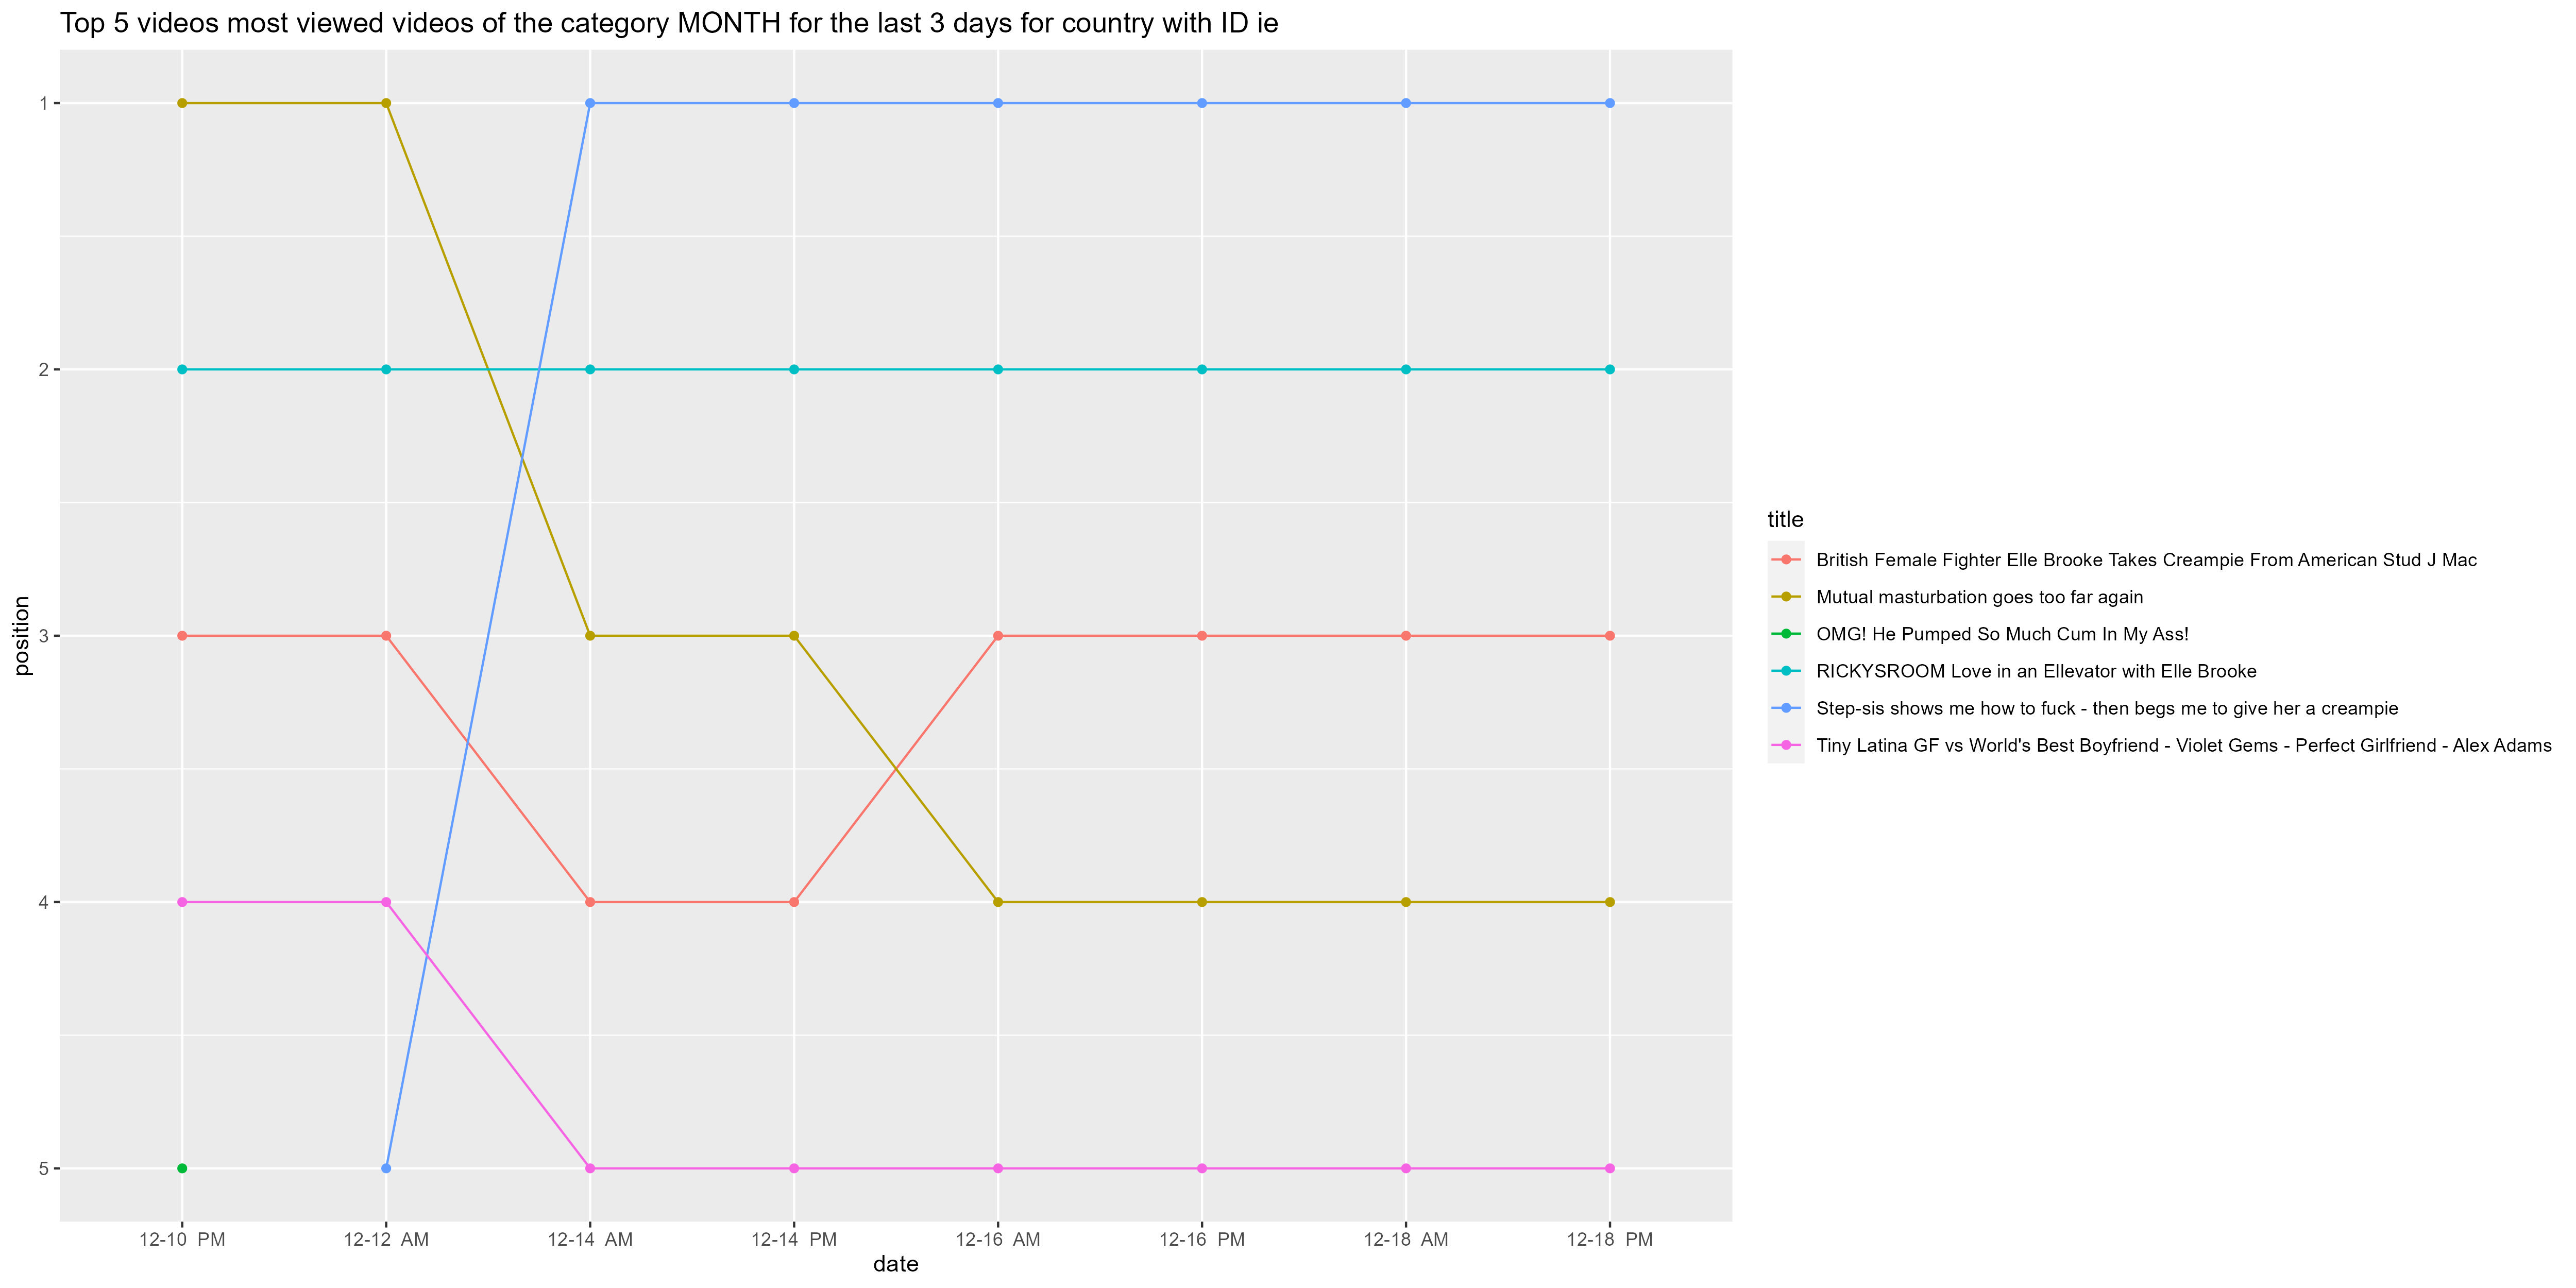 Top 5 videos most viewed videos of the category MONTH for the last 3 days for country with ID ie
position
1
2
3
4
5
12-10 PM
12-12 AM
12-14 AM
12-14 PM
12-16 AM
12-16 PM
12-18 AM
12-18 PM
date
title
British Female Fighter Elle Brooke Takes Creampie From American Stud J Mac
Mutual masturbation goes too far again
OMG! He Pumped So Much Cum In My Ass!
RICKYSROOM Love in an Ellevator with Elle Brooke
Step-sis shows me how to fuck - then begs me to give her a creampie
Tiny Latina GF vs World's Best Boyfriend - Violet Gems - Perfect Girlfriend - Alex Adams